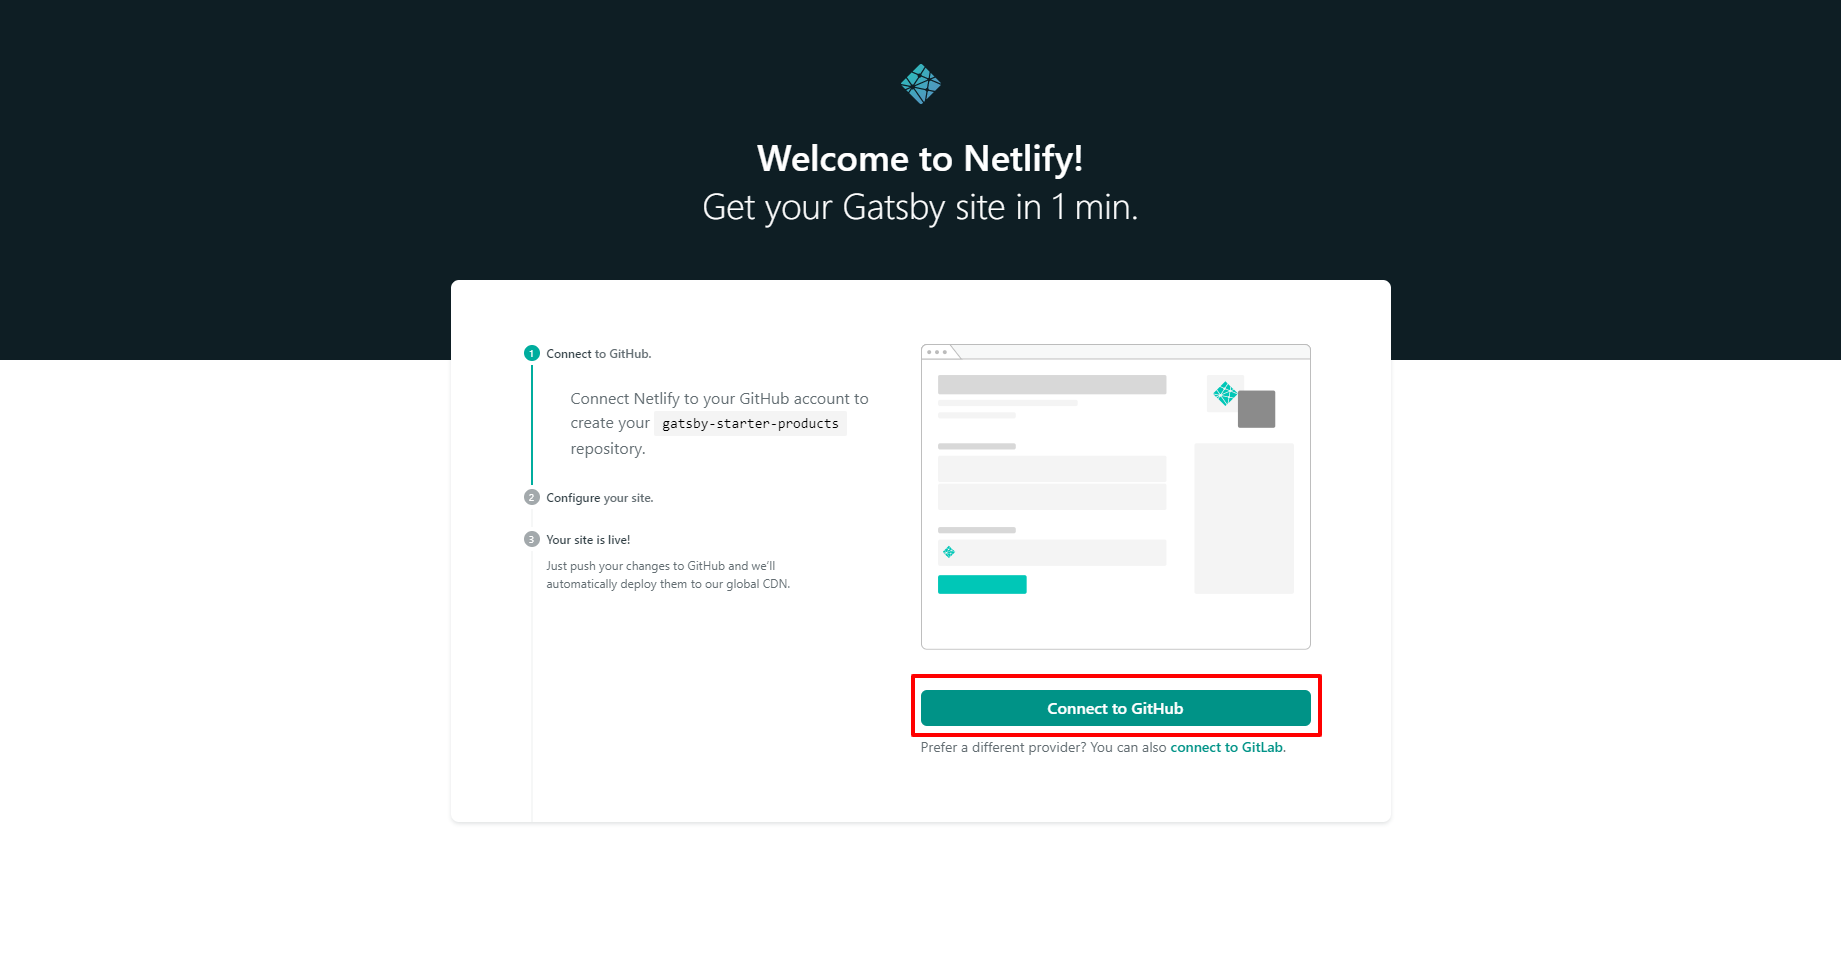 Welcome to Netlify!
Get your Gatsby site in 1 min.
1 Connect to GitHub.
Connect Netlify to your GitHub account to
create your gatsby-starter-products
repository.
2 Configure your site.
3 Your site is live!
Just push your changes to GitHub and we'll
automatically deploy them to our global CDN.
Connect to GitHub
Prefer a different provider? You can also connect to GitLab.